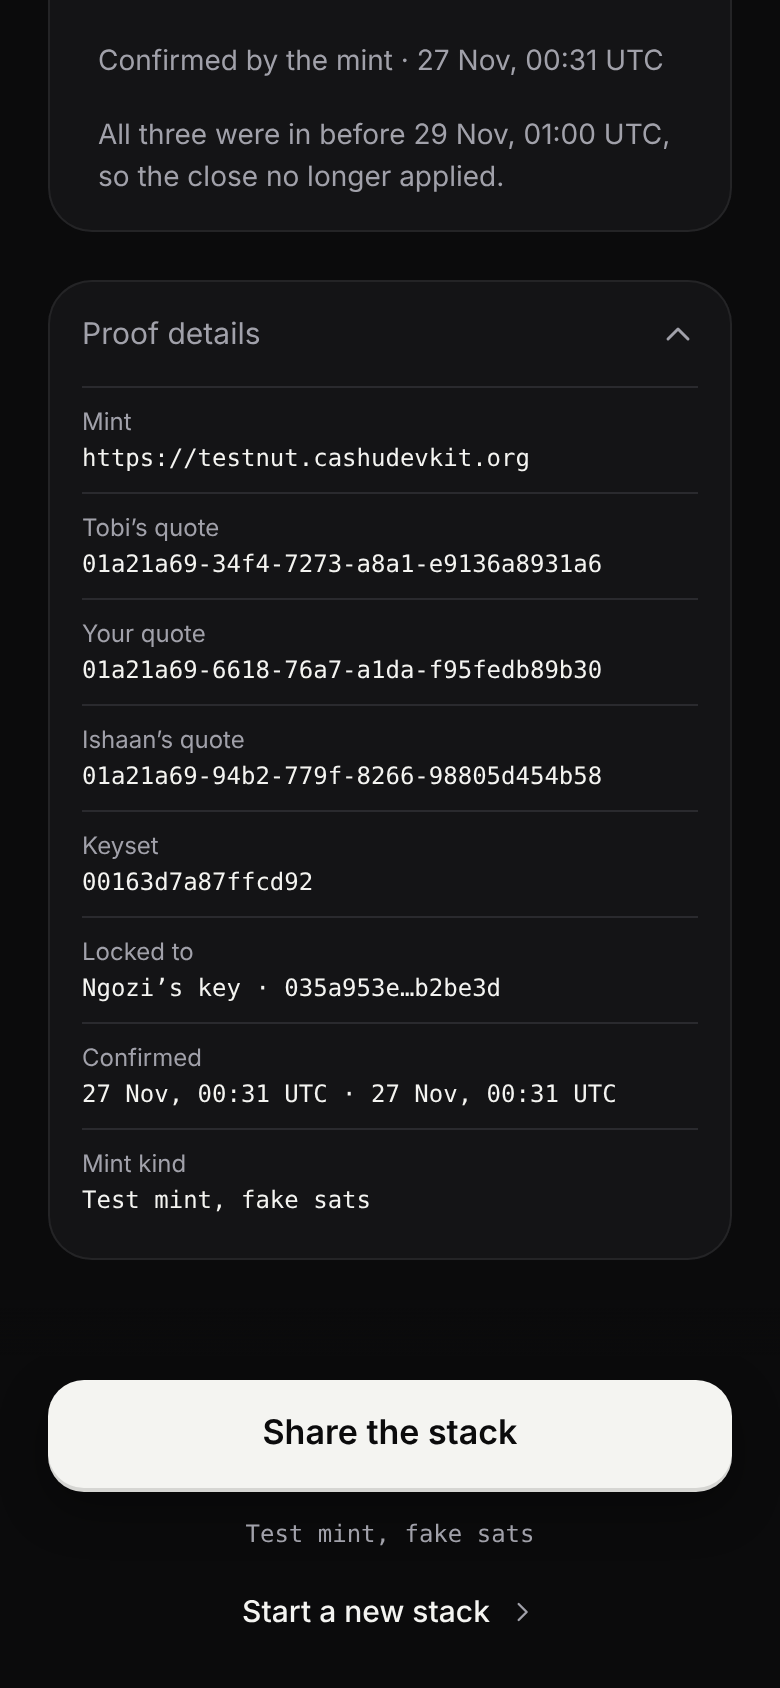 Confirmed by the mint · 27 Nov, 00:31 UTC
All three were in before 29 Nov, 01:00 UTC,
so the close no longer applied.
Proof details
Mint
https://testnut.cashudevkit.org
Tobi’s quote
01a21a69-34f4-7273-a8a1-e9136a8931a6
Your quote
01a21a69-6618-76a7-a1da-f95fedb89b30
Ishaan’s quote
01a21a69-94b2-779f-8266-98805d454b58
Keyset
00163d7a87ffcd92
Locked to
Ngozi’s key · 035a953e…b2be3d
Confirmed
27 Nov, 00:31 UTC · 27 Nov, 00:31 UTC
Mint kind
Test mint, fake sats
Share the stack
Test mint, fake sats
Start a new stack